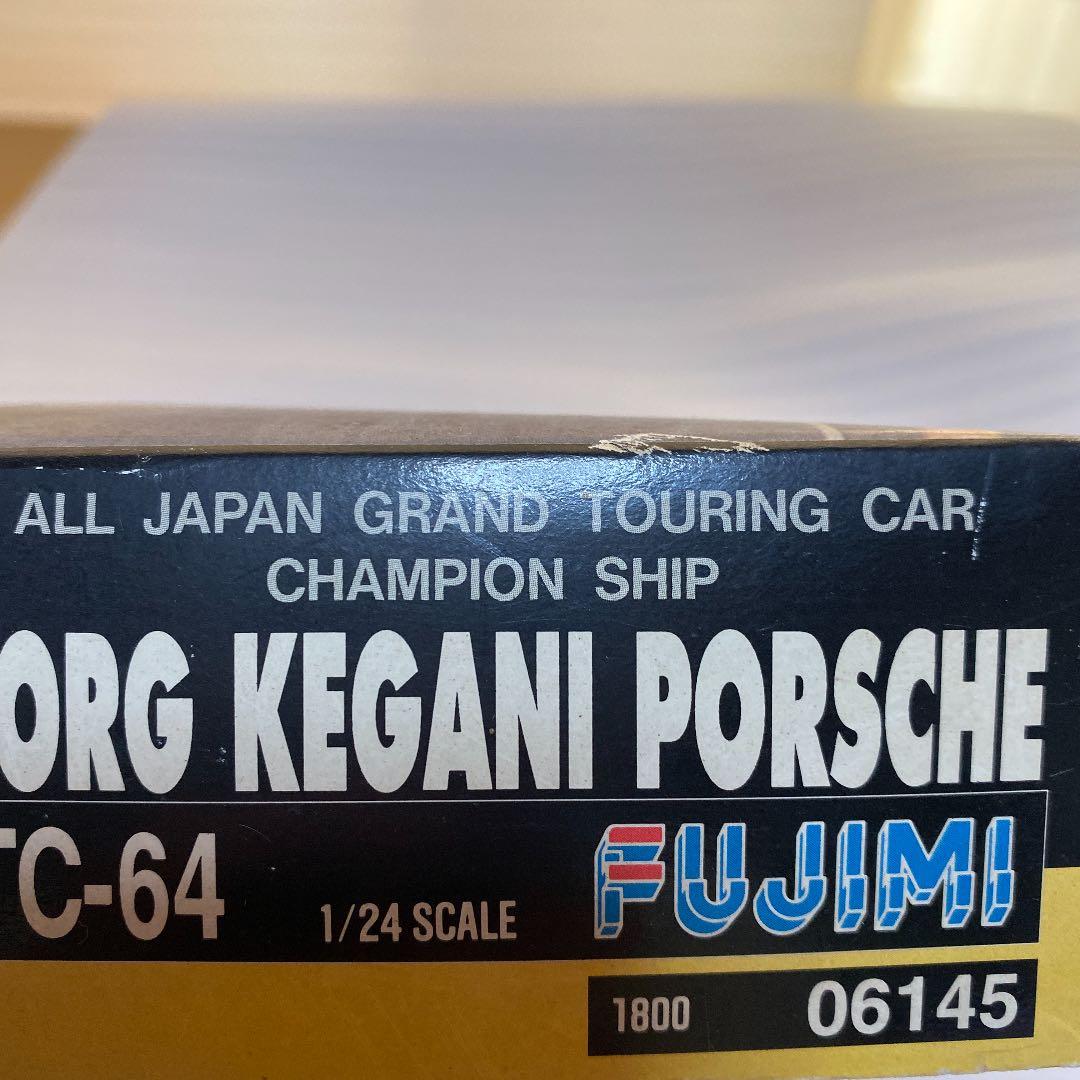 ALL JAPAN GRAND TOURING CAR
CHAMPION SHIP
ORG KEGANI PORSCHE
TC-64
1/24 SCALE
FUJIMI
1800
06145